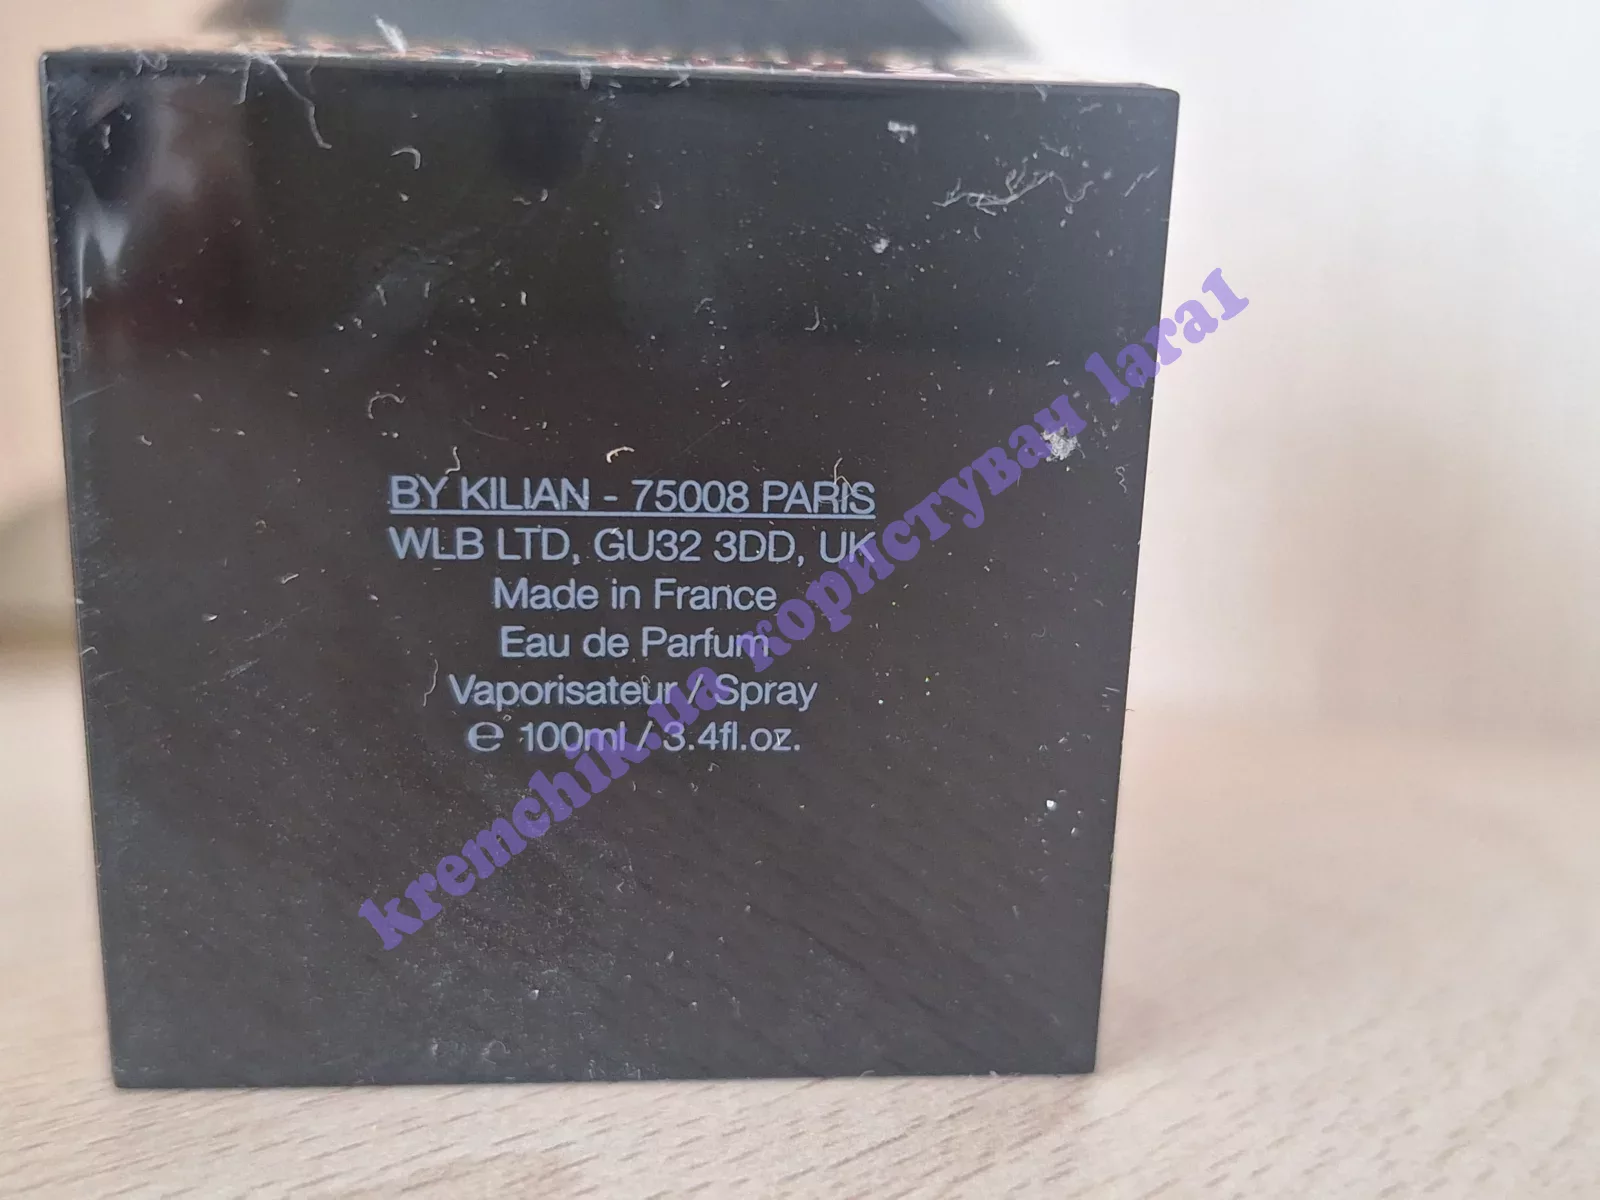 BY KILIAN - 75008 PARIS
WLB LTD, GU32 3DD, UK
Made in France
Eau de Parfum
Vaporisateur / Spray
℮ 100ml / 3.4fl.oz.
kremchik.ua користувач lara1